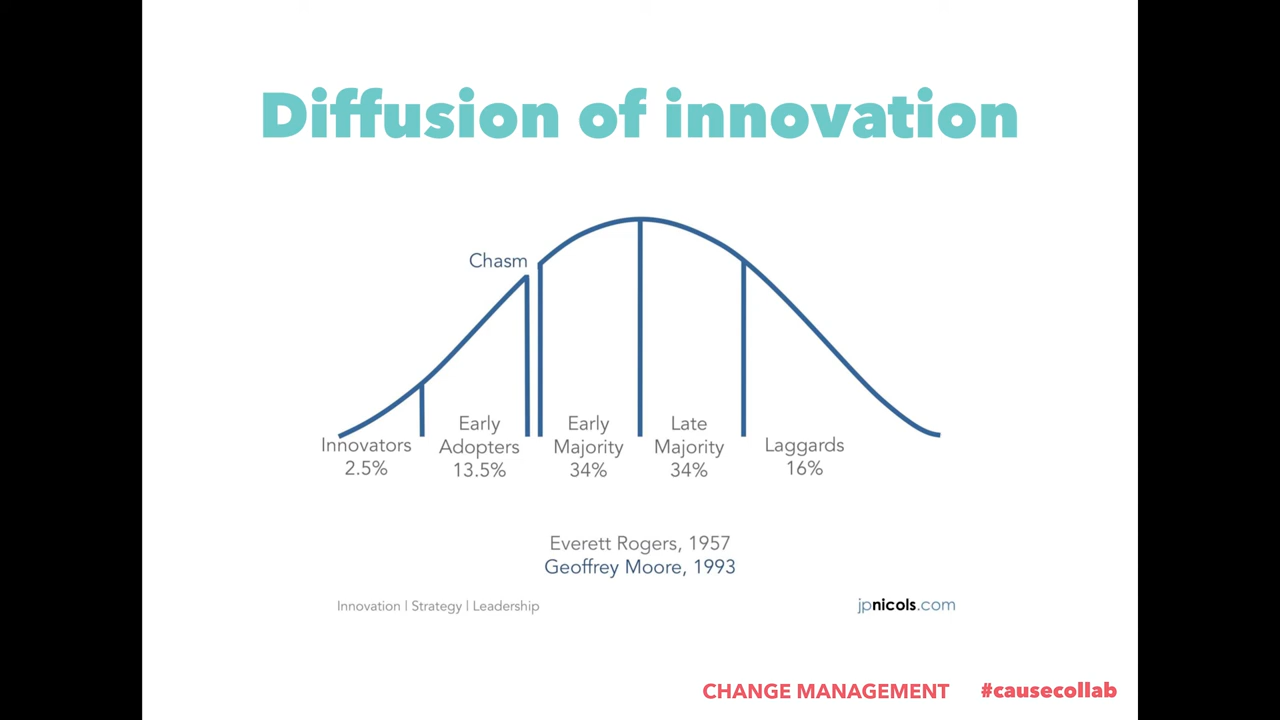 Diffusion of innovation
Chasm
Innovators
2.5%
Early
Adopters
13.5%
Early
Majority
34%
Late
Majority
34%
Laggards
16%
Everett Rogers, 1957
Geoffrey Moore, 1993
Innovation | Strategy | Leadership
jpnicols.com
CHANGE MANAGEMENT #causecollab